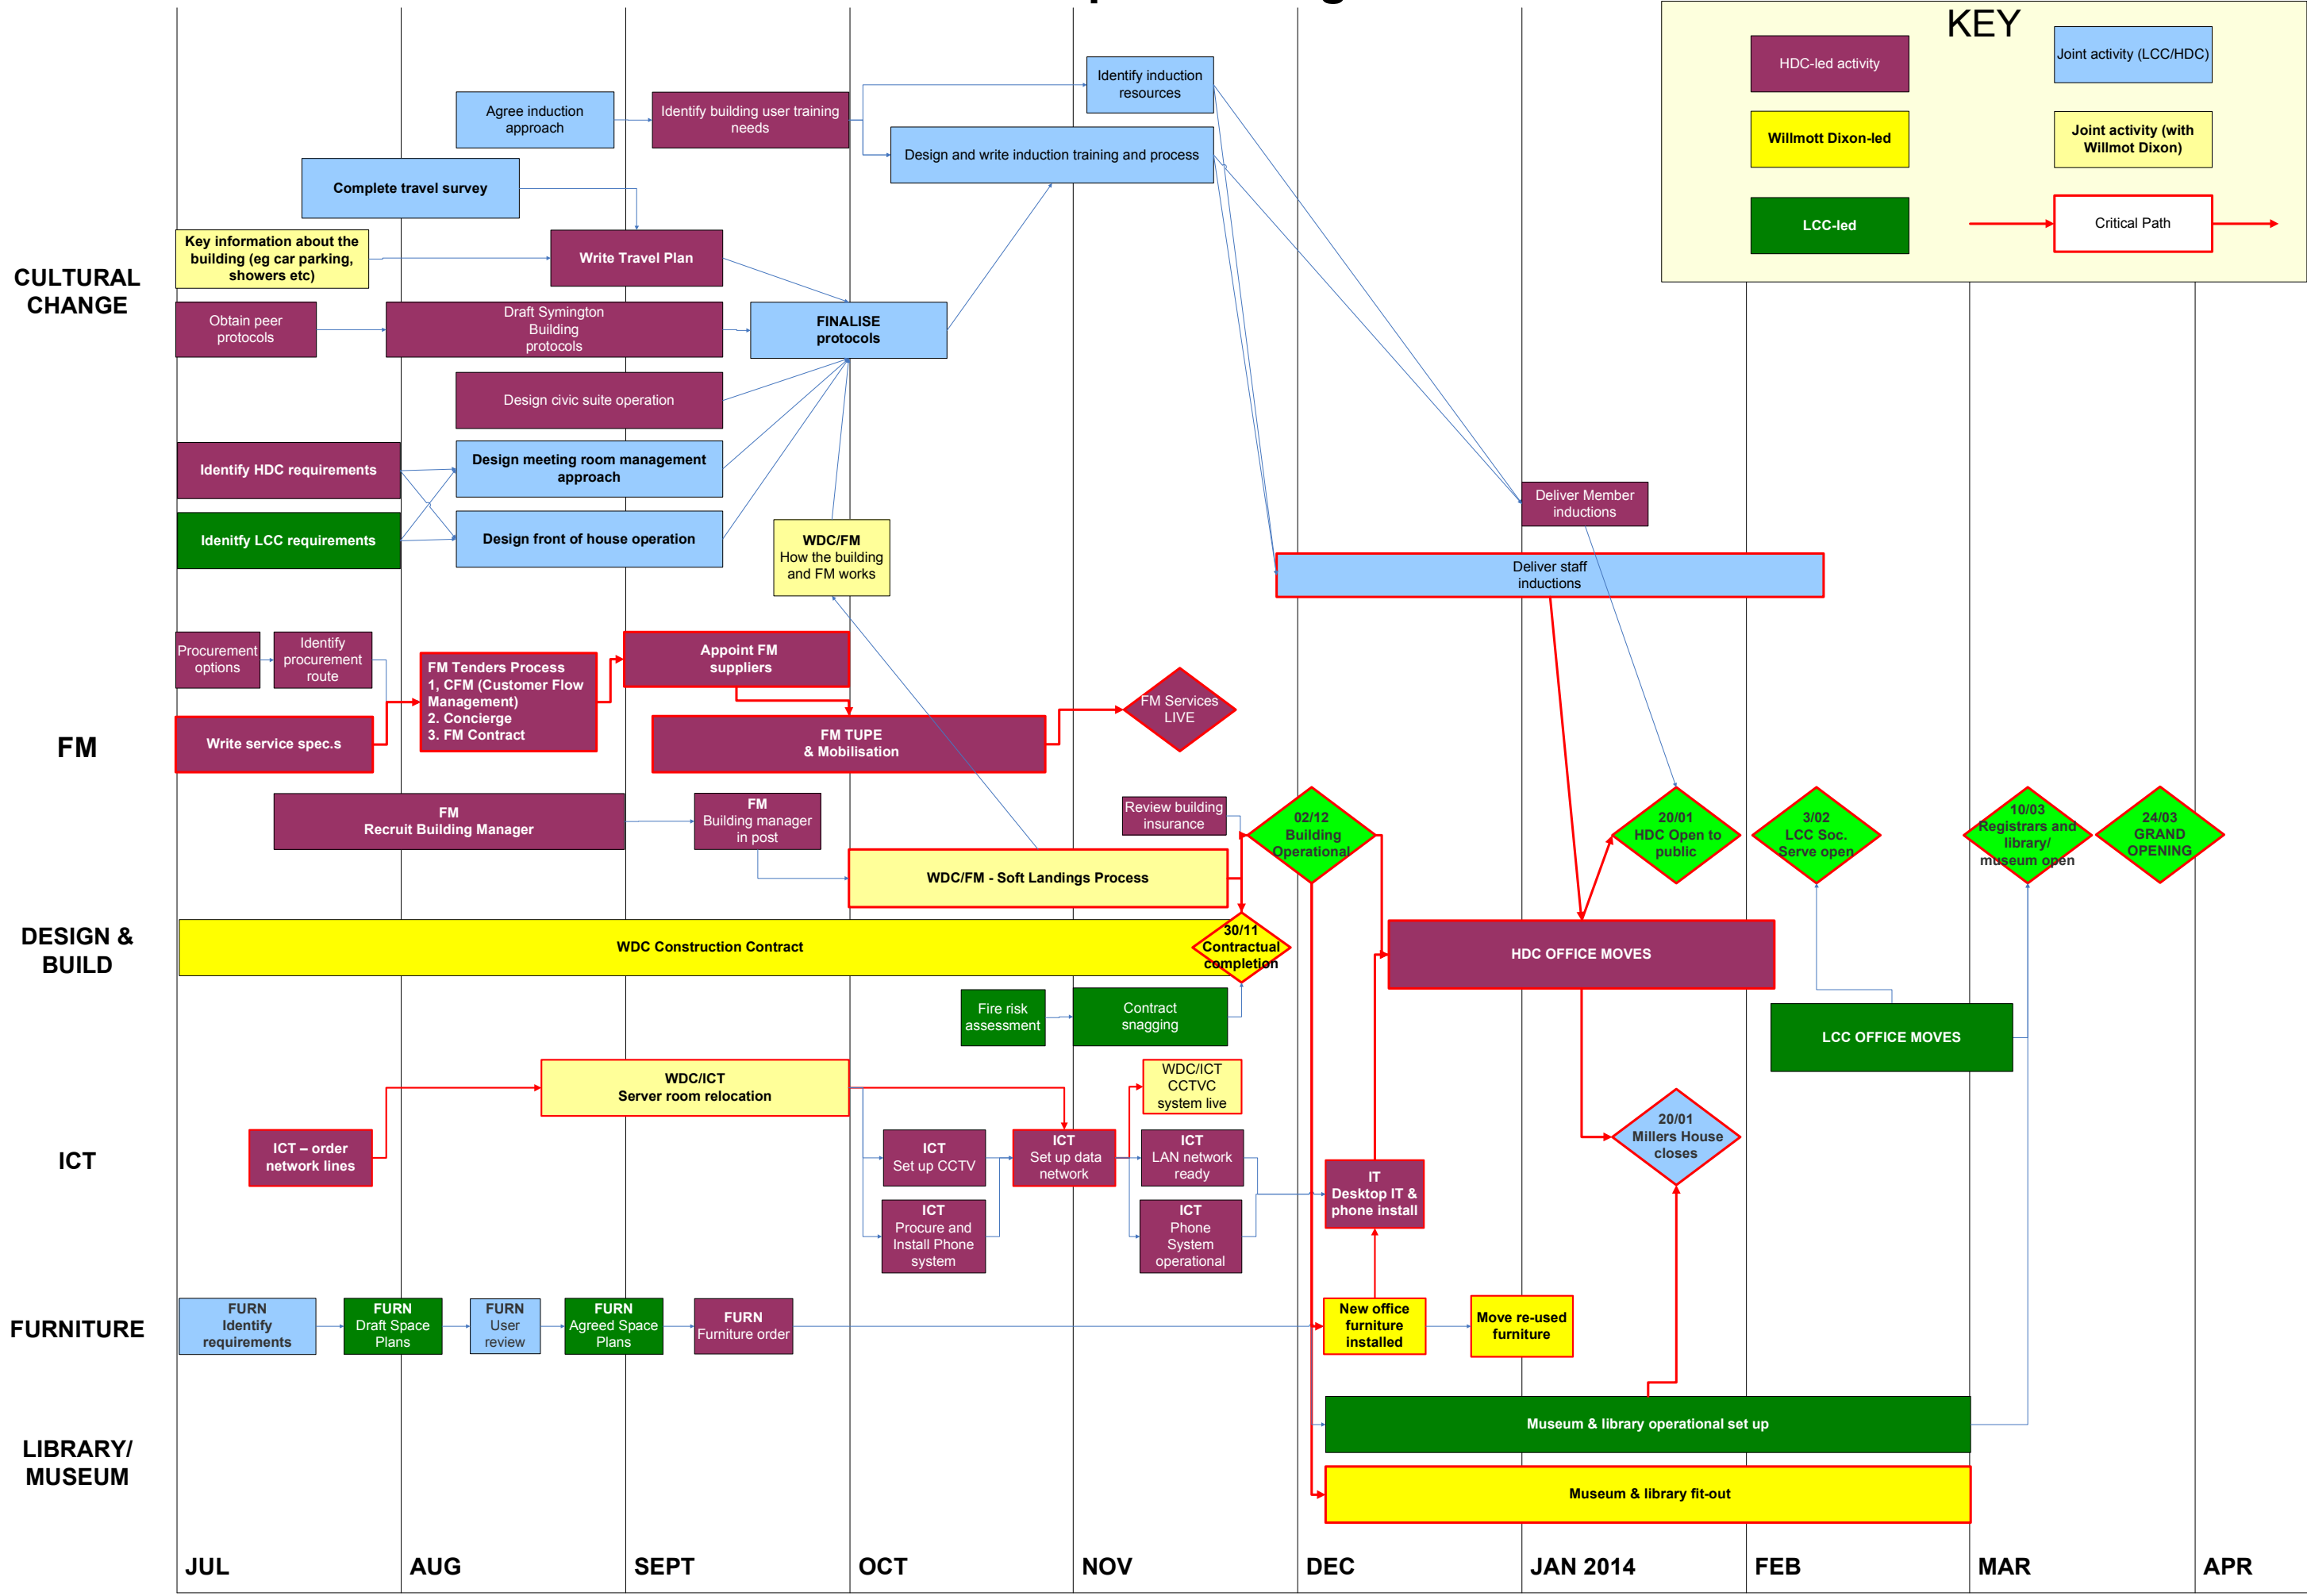 KEY
HDC-led activity
Joint activity (LCC/HDC)
Willmott Dixon-led
Joint activity (with
Willmot Dixon)
LCC-led
Critical Path
CULTURAL
CHANGE
Identify induction
resources
Agree induction
approach
Identify building user training
needs
Design and write induction training and process
Complete travel survey
Key information about the
building (eg car parking,
showers etc)
Write Travel Plan
Obtain peer
protocols
Draft Symington
Building
protocols
FINALISE
protocols
Design civic suite operation
Identify HDC requirements
Design meeting room management
approach
Idenitfy LCC requirements
Design front of house operation
WDC/FM
How the building
and FM works
Deliver Member
inductions
Deliver staff
inductions
FM
Procurement
options
Identify
procurement
route
FM Tenders Process
1, CFM (Customer Flow
Management)
2. Concierge
3. FM Contract
Appoint FM
suppliers
Write service spec.s
FM TUPE
& Mobilisation
FM Services
LIVE
FM
Recruit Building Manager
FM
Building manager
in post
Review building
insurance
02/12
Building
Operational
20/01
HDC Open to
public
3/02
LCC Soc.
Serve open
10/03
Registrars and
library/
museum open
24/03
GRAND
OPENING
WDC/FM - Soft Landings Process
DESIGN &
BUILD
WDC Construction Contract
30/11
Contractual
completion
HDC OFFICE MOVES
Fire risk
assessment
Contract
snagging
LCC OFFICE MOVES
ICT
WDC/ICT
Server room relocation
WDC/ICT
CCTVC
system live
ICT – order
network lines
ICT
Set up CCTV
ICT
Set up data
network
ICT
LAN network
ready
IT
Desktop IT &
phone install
20/01
Millers House
closes
ICT
Procure and
Install Phone
system
ICT
Phone
System
operational
FURNITURE
FURN
Identify
requirements
FURN
Draft Space
Plans
FURN
User
review
FURN
Agreed Space
Plans
FURN
Furniture order
New office
furniture
installed
Move re-used
furniture
LIBRARY/
MUSEUM
Museum & library operational set up
Museum & library fit-out
JUL
AUG
SEPT
OCT
NOV
DEC
JAN 2014
FEB
MAR
APR